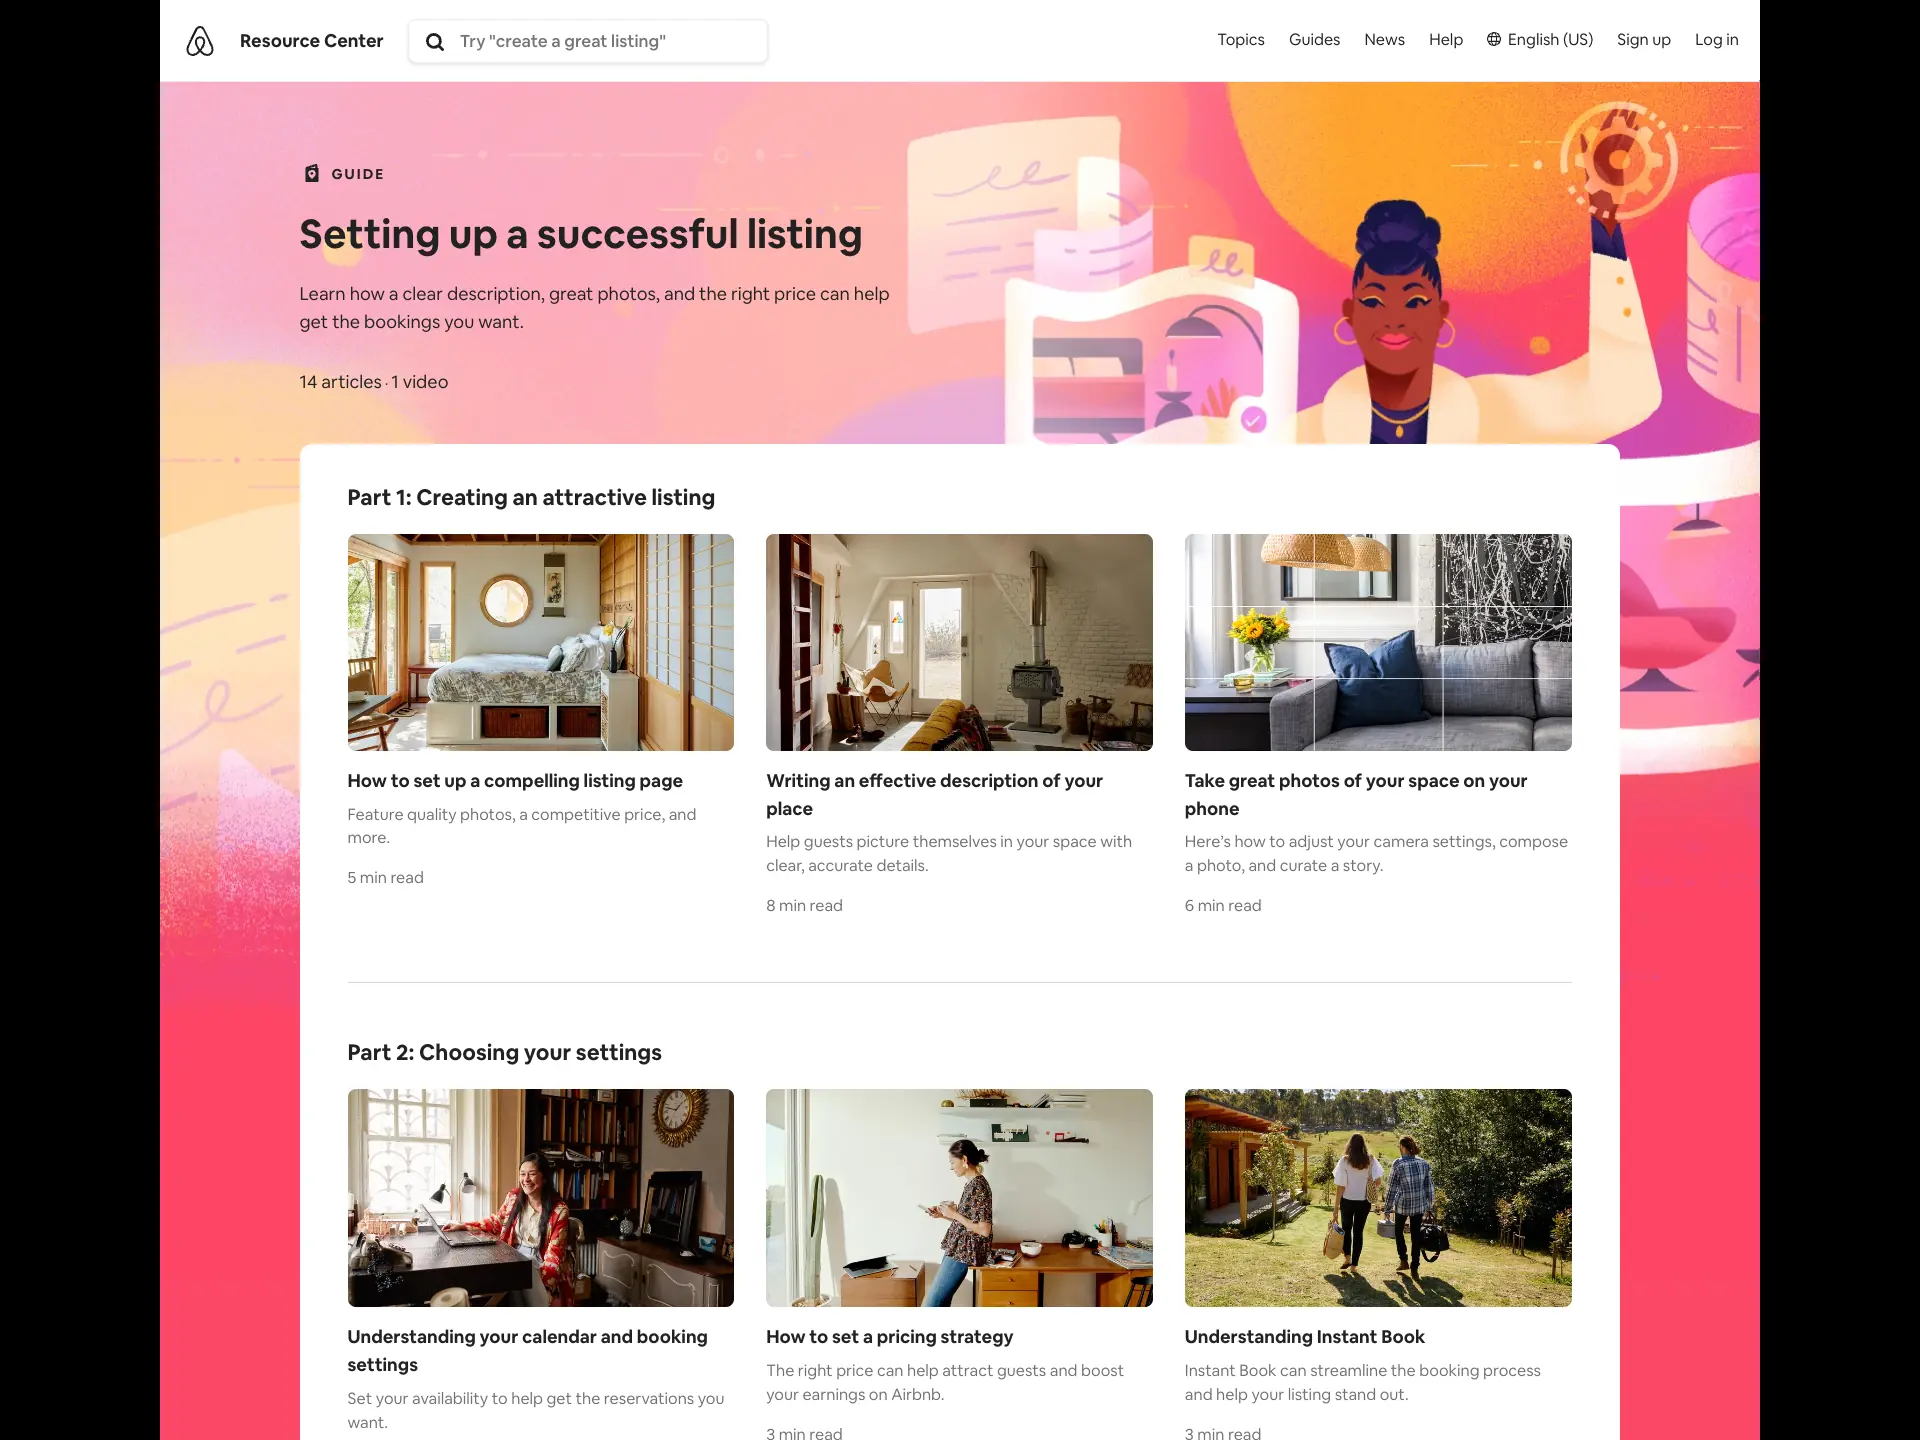 Resource Center
Try "create a great listing"
Topics
Guides
News
Help
English (US)
Sign up
Log in
GUIDE
Setting up a successful listing
Learn how a clear description, great photos, and the right price can help
get the bookings you want.
14 articles · 1 video
Part 1: Creating an attractive listing
How to set up a compelling listing page
Feature quality photos, a competitive price, and
more.
5 min read
Writing an effective description of your
place
Help guests picture themselves in your space with
clear, accurate details.
8 min read
Take great photos of your space on your
phone
Here’s how to adjust your camera settings, compose
a photo, and curate a story.
6 min read
Part 2: Choosing your settings
Understanding your calendar and booking
settings
Set your availability to help get the reservations you
want.
How to set a pricing strategy
The right price can help attract guests and boost
your earnings on Airbnb.
3 min read
Understanding Instant Book
Instant Book can streamline the booking process
and help your listing stand out.
3 min read